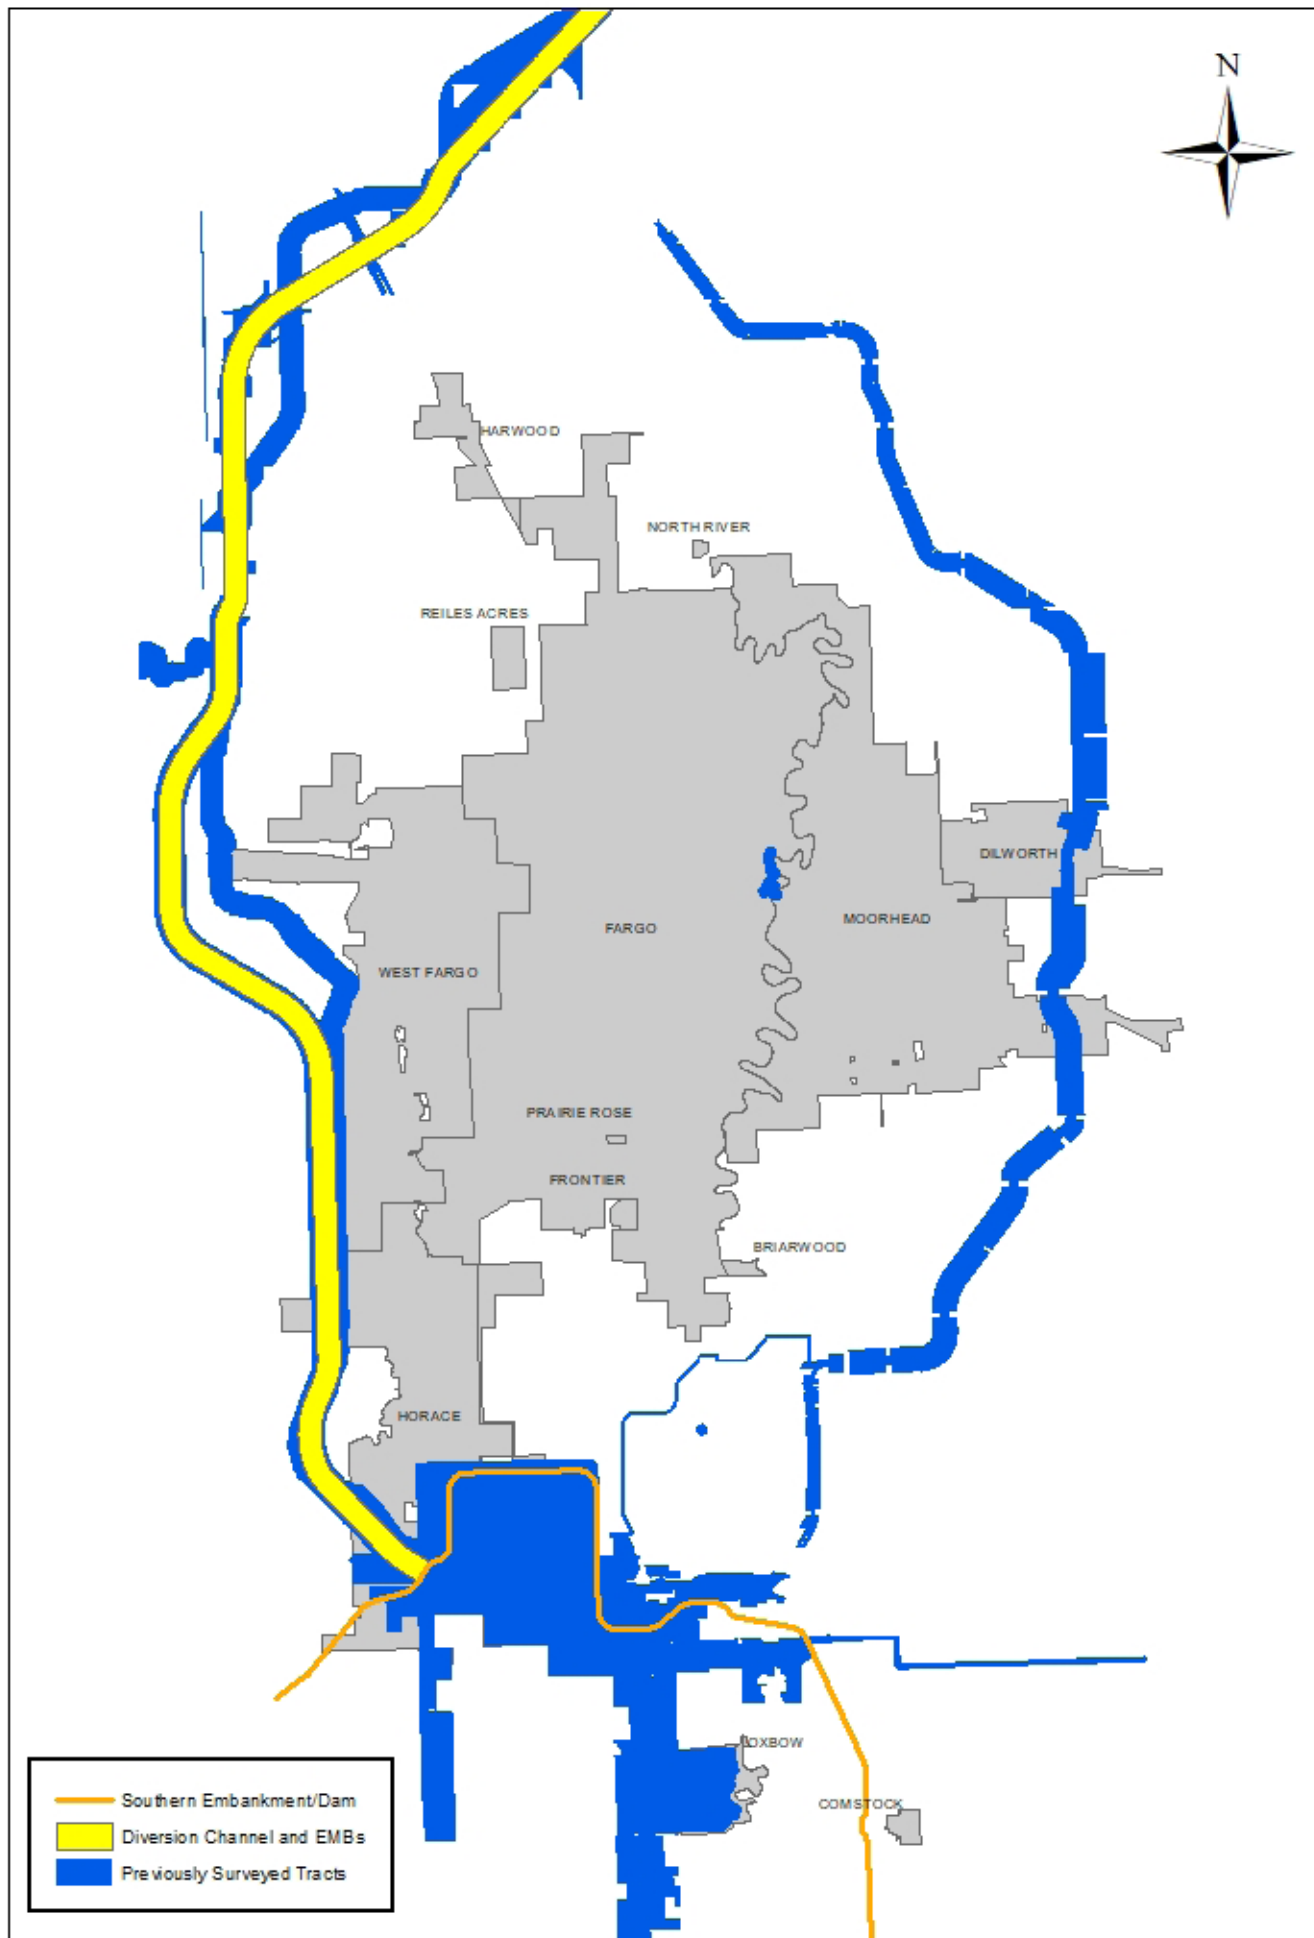 N
HARWOOD
NORTH RIVER
REILES ACRES
DILWORTH
MOORHEAD
FARGO
WEST FARGO
PRAIRIE ROSE
FRONTIER
BRIARWOOD
HORACE
OXBOW
COMSTOCK
Southern Embankment/Dam
Diversion Channel and EMBs
Previously Surveyed Tracts